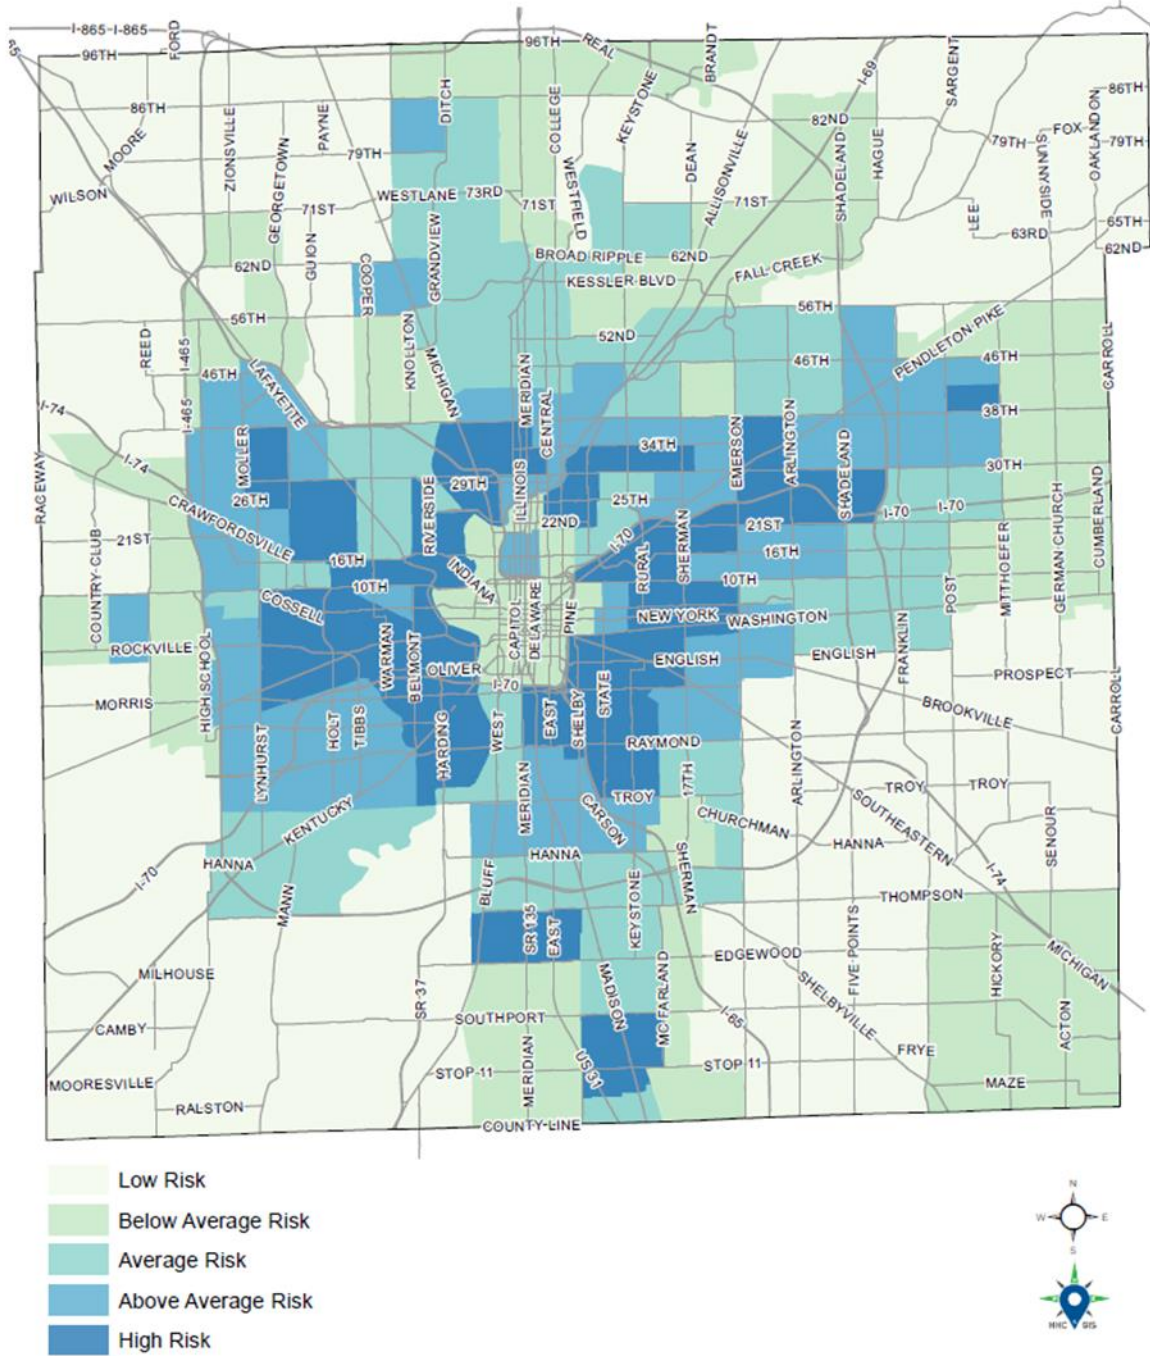 I-865
I-865
FORD
65
96TH
96TH
REAL
BRANDT
I-69
SARGENT
86TH
86TH
DITCH
COLLEGE
KEYSTONE
82ND
FOX
OAKLANDON
MOORE
ZIONSVILLE
PAYNE
GEORGETOWN
79TH
WESTFIELD
DEAN
ALLISONVILLE
SHADELAND
HAGUE
79TH
SUNNYSIDE
79TH
WILSON
WESTLANE
73RD
71ST
71ST
71ST
LEE
65TH
63RD
62ND
GUION
62ND
COOPER
GRANDVIEW
BROAD RIPPLE
62ND
FALL CREEK
KESSLER BLVD
56TH
56TH
REED
I-465
KNOLLTON
MICHIGAN
52ND
PENDLETON PIKE
CARROLL
46TH
LAFAYETTE
MERIDIAN
46TH
46TH
I-74
I-465
CENTRAL
38TH
MOLLER
34TH
EMERSON
ARLINGTON
SHADELAND
RACEWAY
I-74
29TH
ILLINOIS
30TH
26TH
RIVERSIDE
25TH
CRAWFORDSVILLE
22ND
I-70
I-70
GERMAN CHURCH
CUMBERLAND
21ST
COUNTRY CLUB
I-70
SHERMAN
21ST
MITTHOEFER
16TH
INDIANA
RURAL
16TH
10TH
10TH
POST
COSSELL
CAPITOL
DELAWARE
PINE
NEW YORK
WASHINGTON
ROCKVILLE
HIGH SCHOOL
WARMAN
BELMONT
OLIVER
ENGLISH
ENGLISH
FRANKLIN
I-70
STATE
PROSPECT
MORRIS
HOLT
TIBBS
HARDING
WEST
EAST
SHELBY
BROOKVILLE
CARROLL
LYNHURST
RAYMOND
ARLINGTON
MERIDIAN
TROY
17TH
TROY
TROY
KENTUCKY
CARSON
CHURCHMAN
SOUTHEASTERN
SENOUR
HANNA
HANNA
HANNA
I-70
BLUFF
SHERMAN
I-74
MANN
THOMPSON
SR 135
EAST
KEYSTONE
MILHOUSE
MADISON
MC FARLAND
EDGEWOOD
FIVE POINTS
HICKORY
MICHIGAN
SR 37
SHELBYVILLE
CAMBY
SOUTHPORT
I-65
ACTON
MERIDIAN
US 31
FRYE
MOORESVILLE
STOP 11
STOP 11
MAZE
RALSTON
COUNTY LINE
Low Risk
Below Average Risk
Average Risk
Above Average Risk
High Risk
N
W
E
S
HHC
GIS